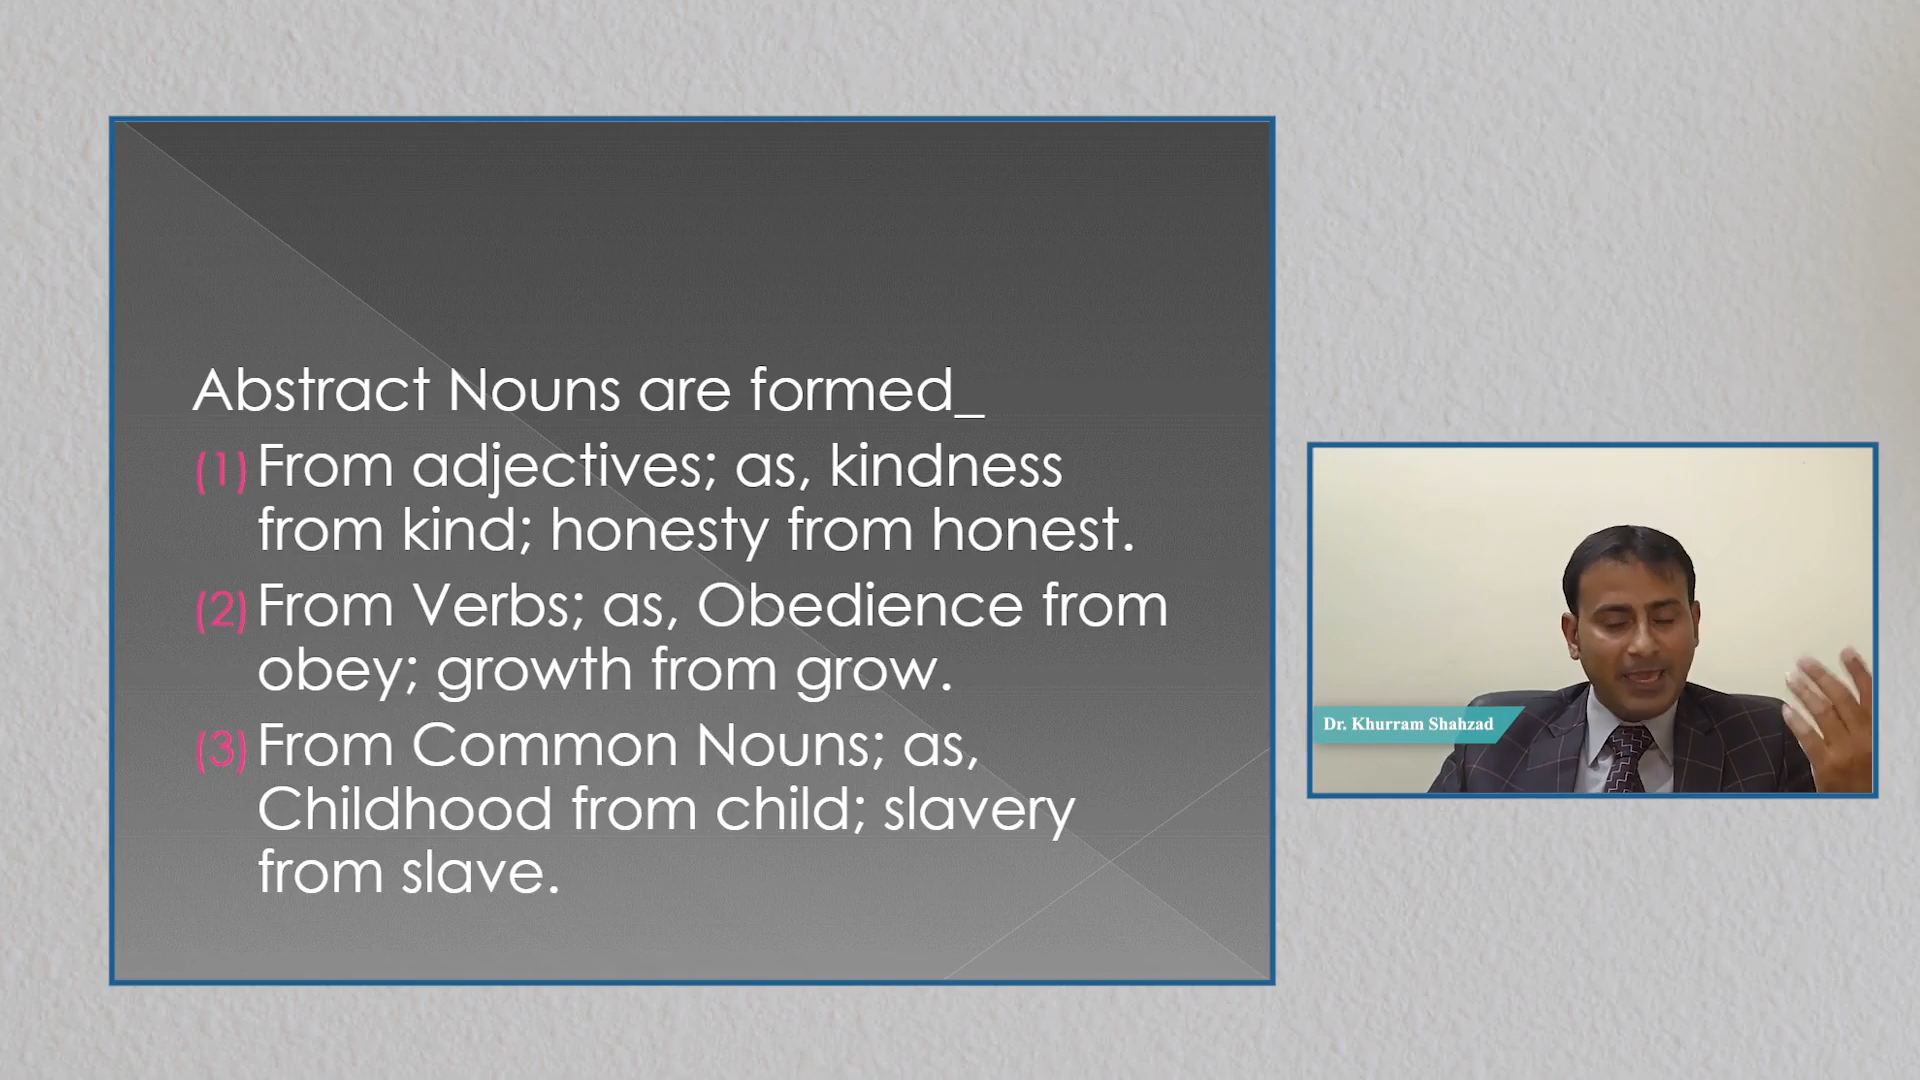 Abstract Nouns are formed_
(1) From adjectives; as, kindness
from kind; honesty from honest.
(2) From Verbs; as, Obedience from
obey; growth from grow.
(3) From Common Nouns; as,
Childhood from child; slavery
from slave.
Dr. Khurram Shahzad